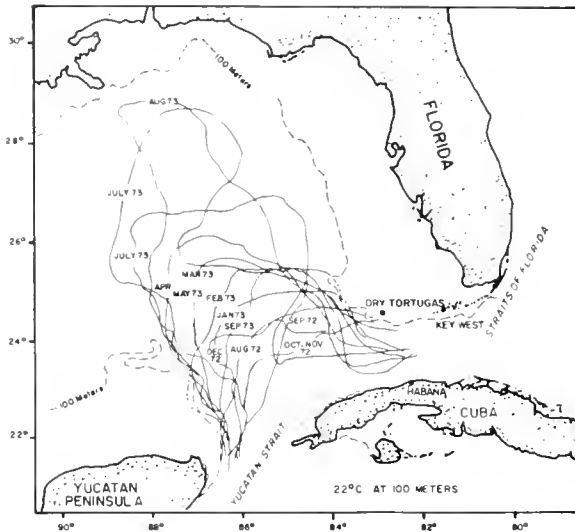 30°
28°
26°
24°
22°
90°
88°
86°
84°
82°
80°
100 Meters
AUG 73
JULY 73
JULY 73
APR
MAY 73
MAR 73
FEB 73
JAN 73
SEP 73
DEC
72
AUG 72
SEP 72
OCT-NOV
72
FLORIDA
DRY TORTUGAS
KEY WEST
STRAITS OF FLORIDA
100 Meters
HABANA
CUBA
YUCATAN STRAIT
YUCATAN
PENINSULA
22°C AT 100 METERS